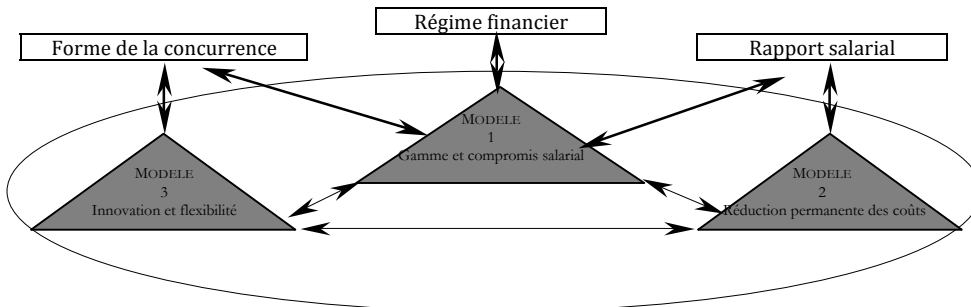 Régime financier
Forme de la concurrence
Rapport salarial
MODELE
1
Gamme et compromis salarial
MODELE
3
Innovation et flexibilité
MODELE
2
Réduction permanente des coûts